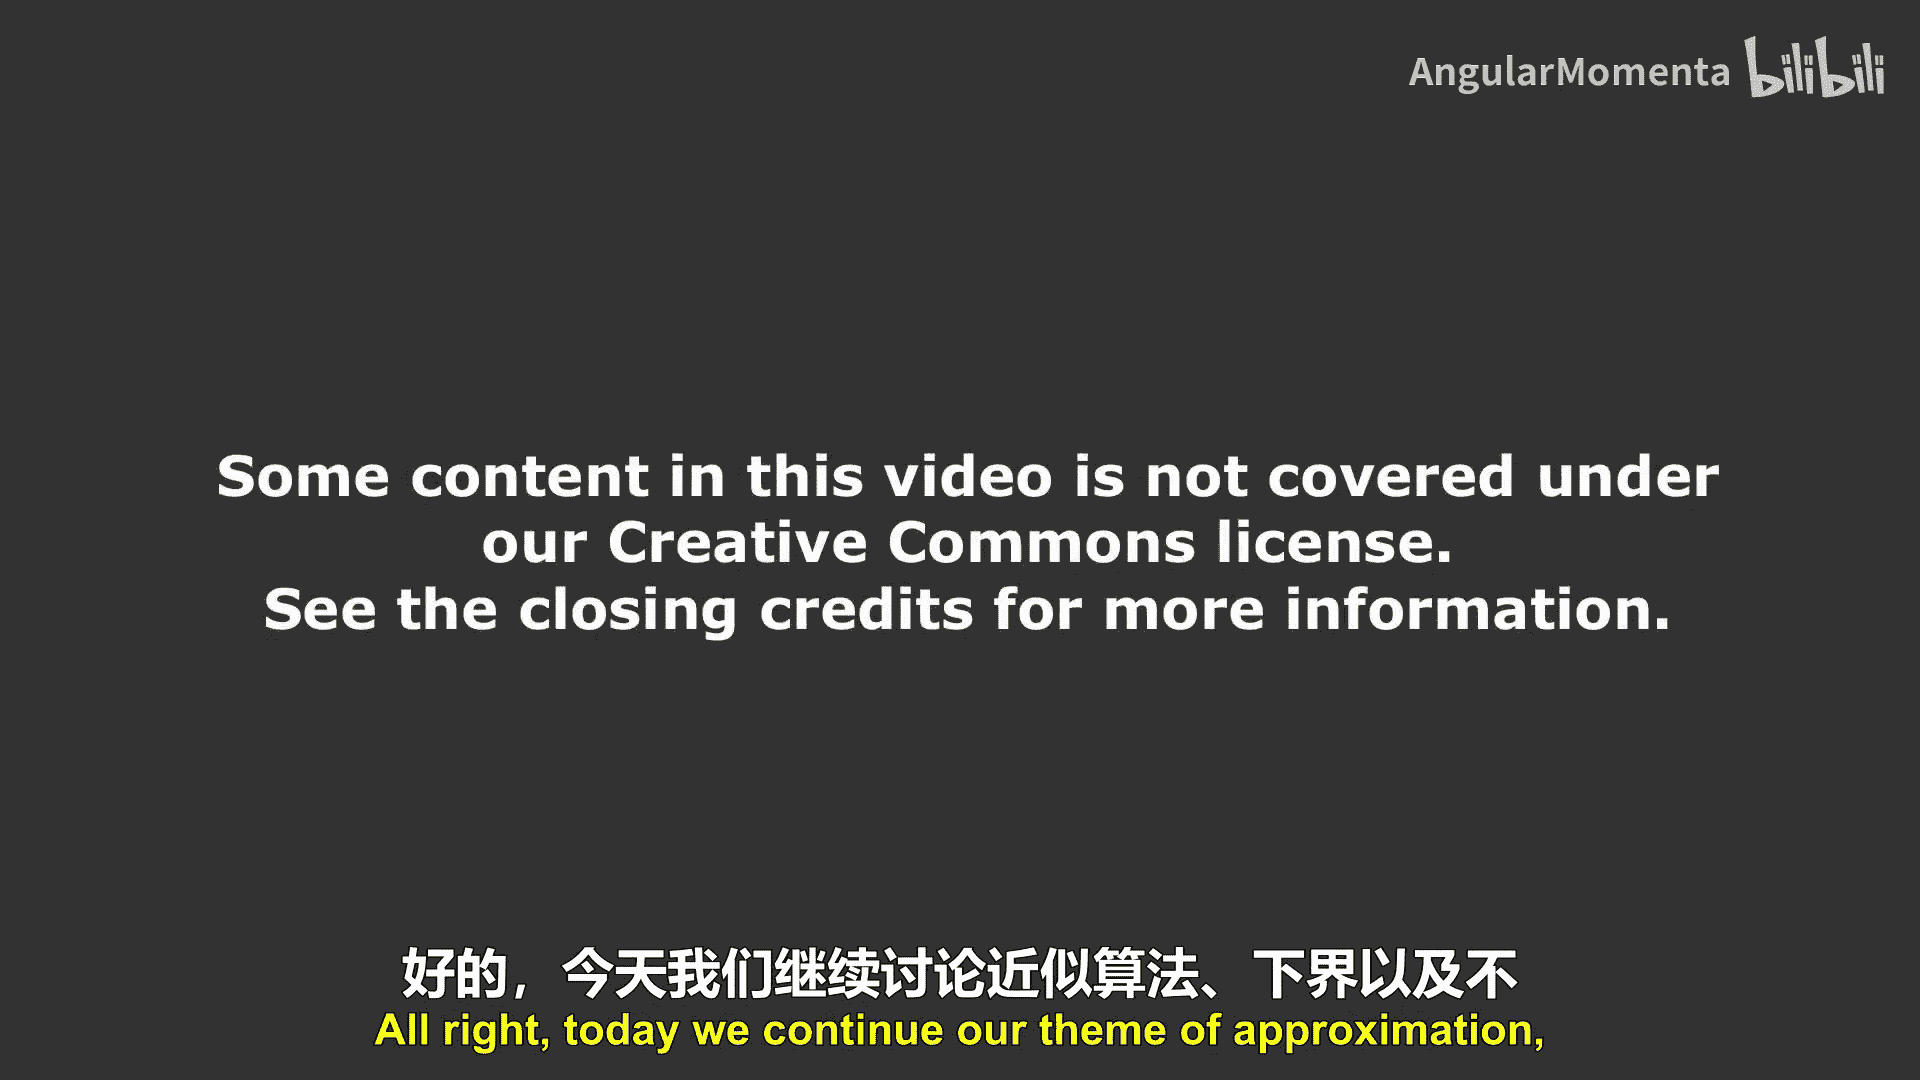 AngularMomenta bilibili
Some content in this video is not covered under
our Creative Commons license.
See the closing credits for more information.
好的，今天我们继续讨论近似算法、下界以及不
All right, today we continue our theme of approximation,